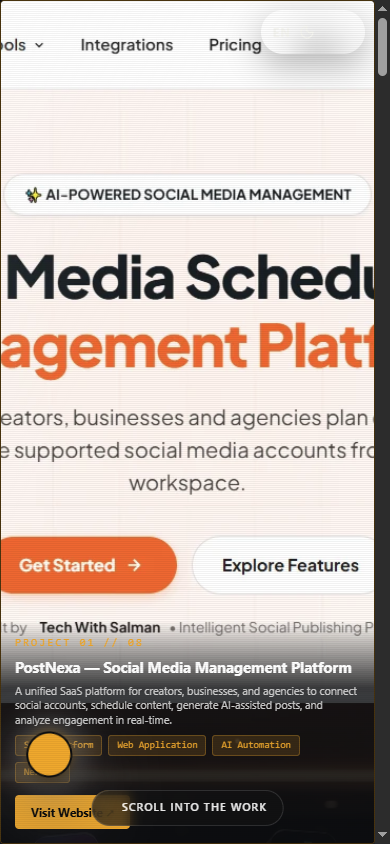 ools Integrations Pricing
✨ AI-POWERED SOCIAL MEDIA MANAGEMENT
Media Schedu
agement Platf
eators, businesses and agencies plan
e supported social media accounts fro
workspace.
Get Started → Explore Features
t by Tech With Salman • Intelligent Social Publishing P
PostNexa — Social Media Management Platform
A unified SaaS platform for creators, businesses, and agencies to connect
social accounts, schedule content, generate AI-assisted posts, and
analyze engagement in real-time.
Web Application AI Automation
Visit Website
SCROLL INTO THE WORK